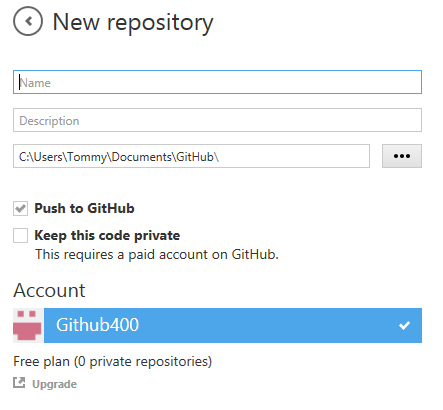 New repository
Name
Description
C:\Users\Tommy\Documents\GitHub\
•••
Push to GitHub
Keep this code private
This requires a paid account on GitHub.
Account
Github400
Free plan (0 private repositories)
Upgrade